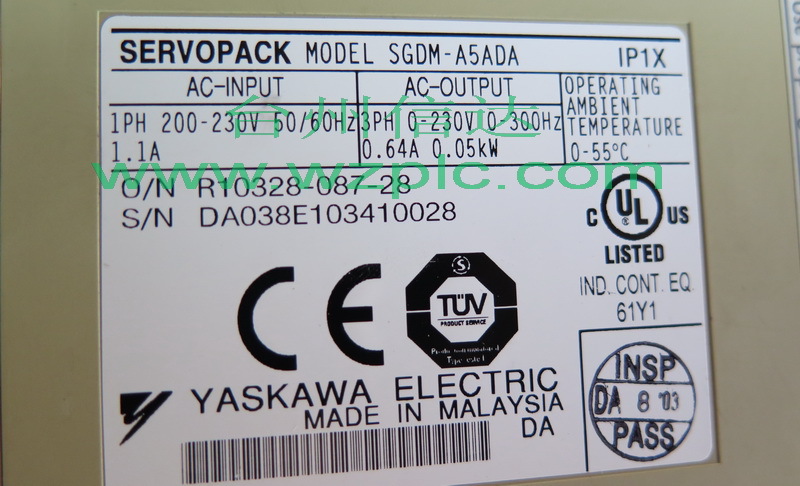 SERVOPACK MODEL SGDM-A5ADA IP1X
AC-INPUT
1PH 200-230V 50/60Hz
1.1A
AC-OUTPUT
3PH 0-230V 0-300Hz
0.64A 0.05kW
OPERATING
AMBIENT
TEMPERATURE
0-55°C
台州信达
www.wzplc.com
O/N R10328-087-28
S/N DA038E103410028
C UL US
LISTED
IND. CONT. EQ.
61Y1
CE
S
TÜV
PRODUCT SERVICE
YASKAWA ELECTRIC
MADE IN MALAYSIA
DA
INSP
DA 8 '03
PASS